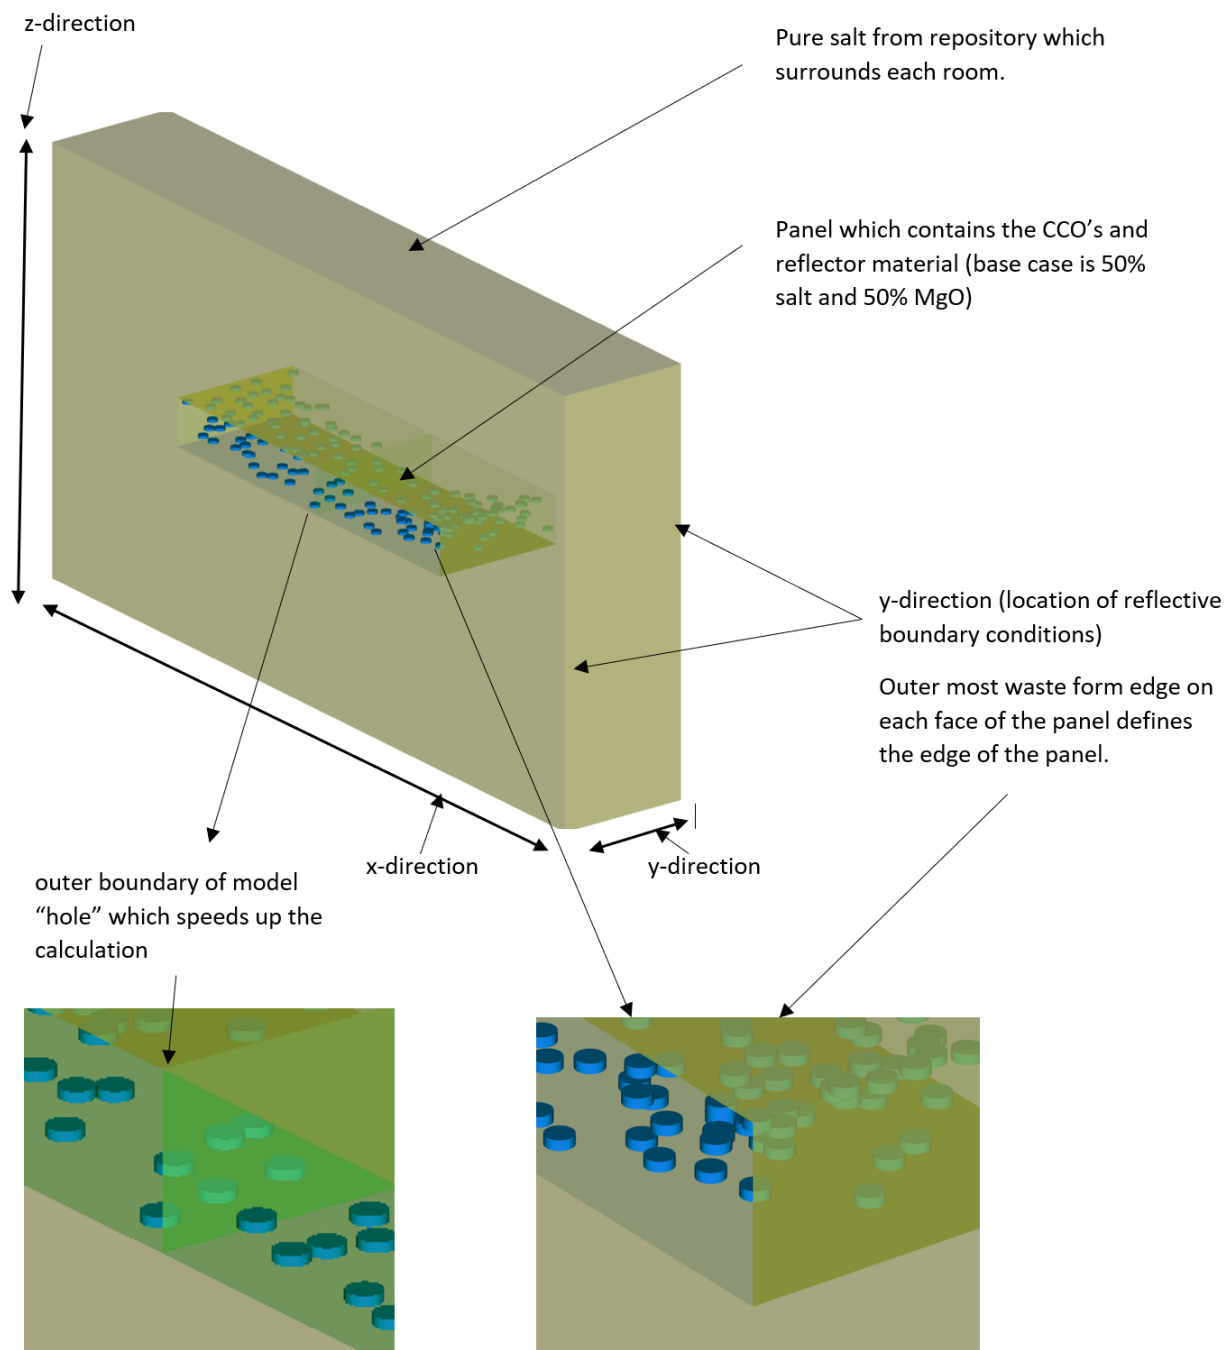 z-direction
Pure salt from repository which
surrounds each room.
Panel which contains the CCO’s and
reflector material (base case is 50%
salt and 50% MgO)
y-direction (location of reflective
boundary conditions)
Outer most waste form edge on
each face of the panel defines
the edge of the panel.
x-direction
y-direction
outer boundary of model
“hole” which speeds up the
calculation